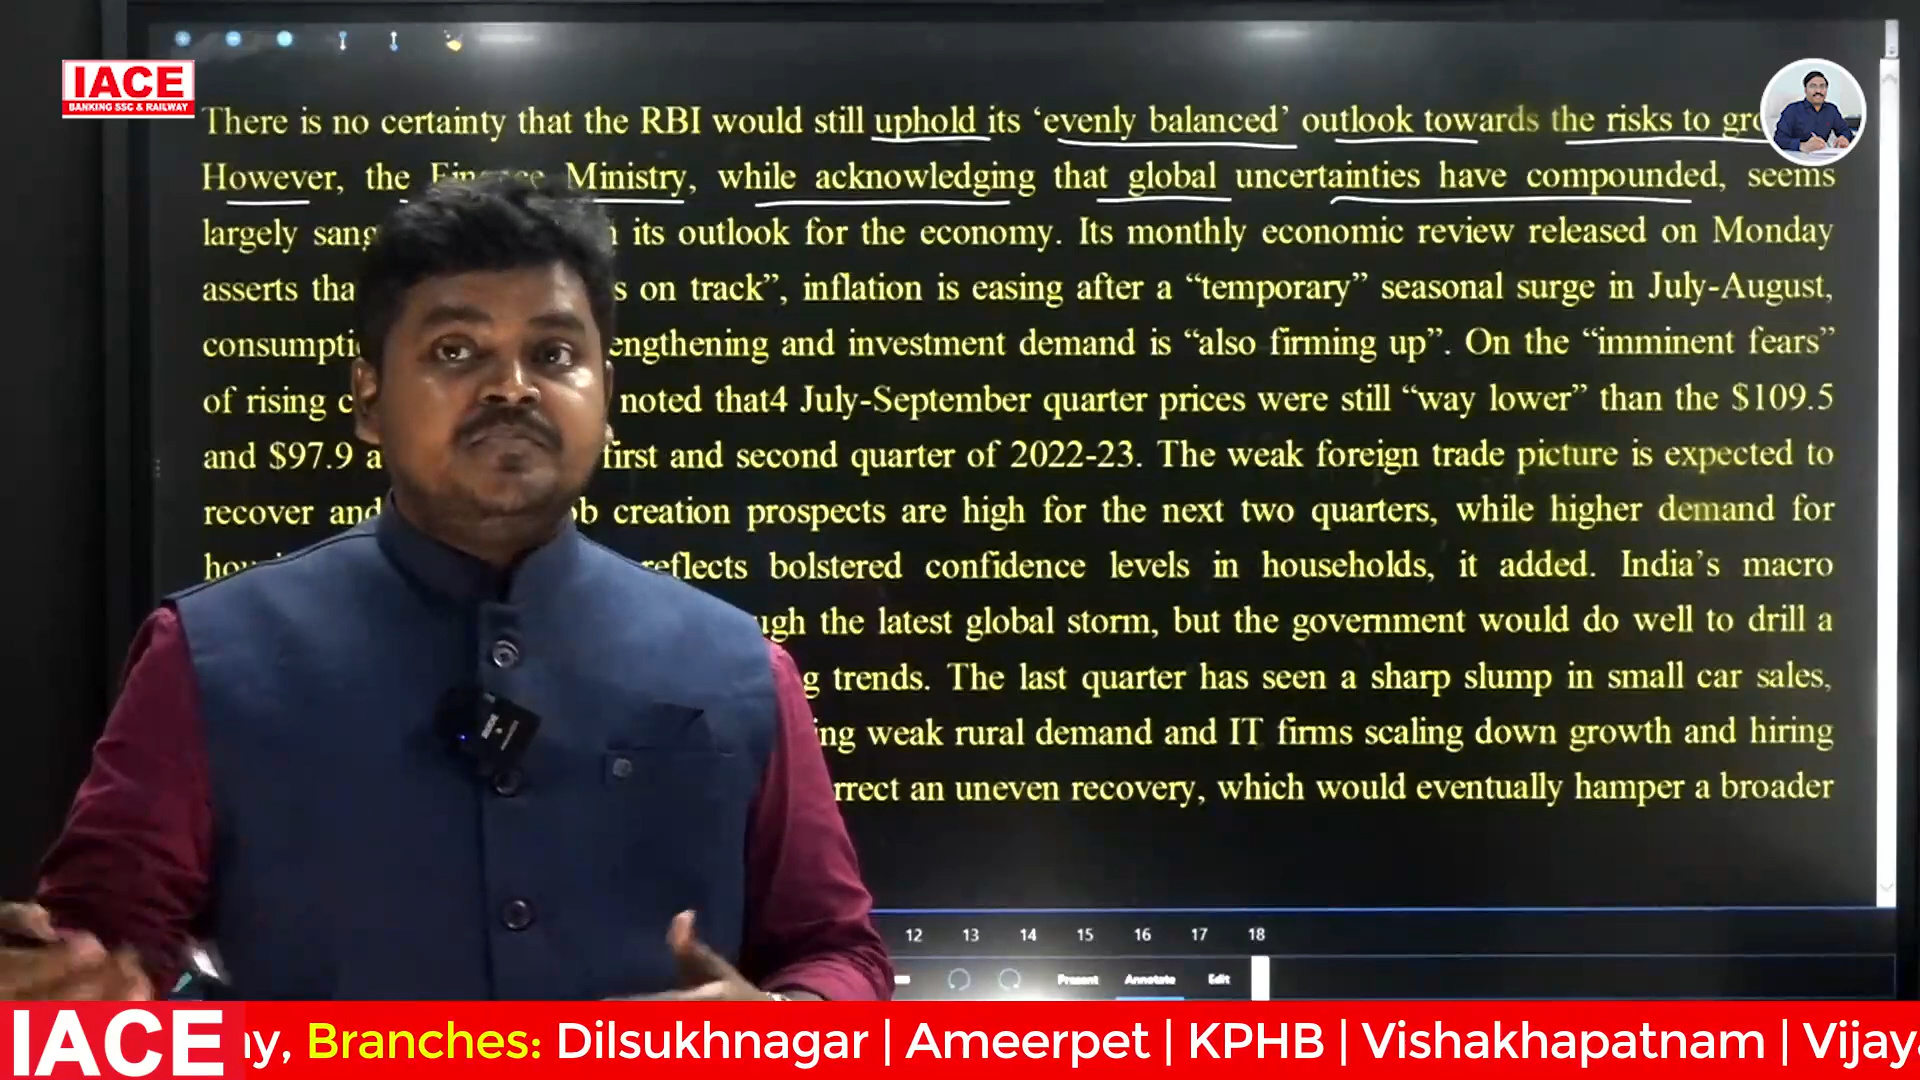 IACE
BANKING SSC & RAILWAY
There is no certainty that the RBI would still uphold its ‘evenly balanced’ outlook towards the risks to
However, the Ministry, while acknowledging that global uncertainties have compounded, seems
largely its outlook for the economy. Its monthly economic review released on Monday
asserts on track”, inflation is easing after a “temporary” seasonal surge in July-August,
and investment demand is “also firming up”. On the “imminent fears”
of rising noted that4 July-September quarter prices were still “way lower” than the $109.5
and $97.9 first and second quarter of 2022-23. The weak foreign trade picture is expected to
recover and creation prospects are high for the next two quarters, while higher demand for
reflects bolstered confidence levels in households, it added. India’s macro
the latest global storm, but the government would do well to drill a
trends. The last quarter has seen a sharp slump in small car sales,
weak rural demand and IT firms scaling down growth and hiring
an uneven recovery, which would eventually hamper a broader
12 13 14 15 16 17 18
Present Annotate Edit
IACE Branches: Dilsukhnagar | Ameerpet | KPHB | Vishakhapatnam |